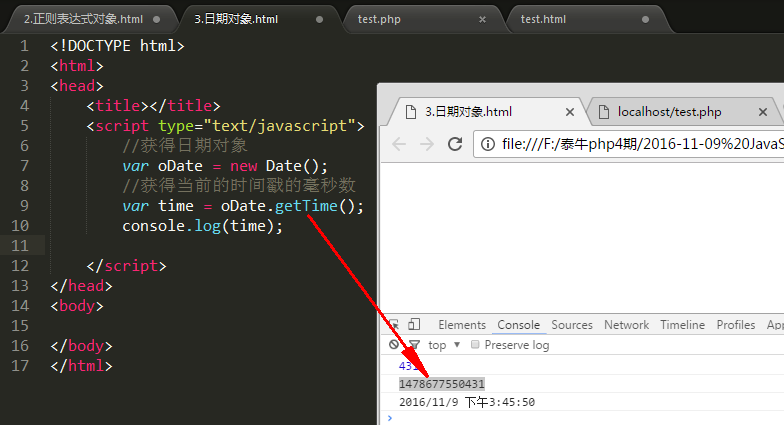 2.正则表达式对象.html
3.日期对象.html
test.php
test.html
1 <!DOCTYPE html>
2 <html>
3 <head>
4 <title></title>
5 <script type="text/javascript">
6 //获得日期对象
7 var oDate = new Date();
8 //获得当前的时间戳的毫秒数
9 var time = oDate.getTime();
10 console.log(time);
11
12 </script>
13 </head>
14 <body>
15
16 </body>
17 </html>
3.日期对象.html
localhost/test.php
file:///F:/泰牛php4期/2016-11-09%20JavaS
Elements Console Sources Network Timeline Profiles Ap
top ▼ Preserve log
431
1478677550431
2016/11/9 下午3:45:50
>